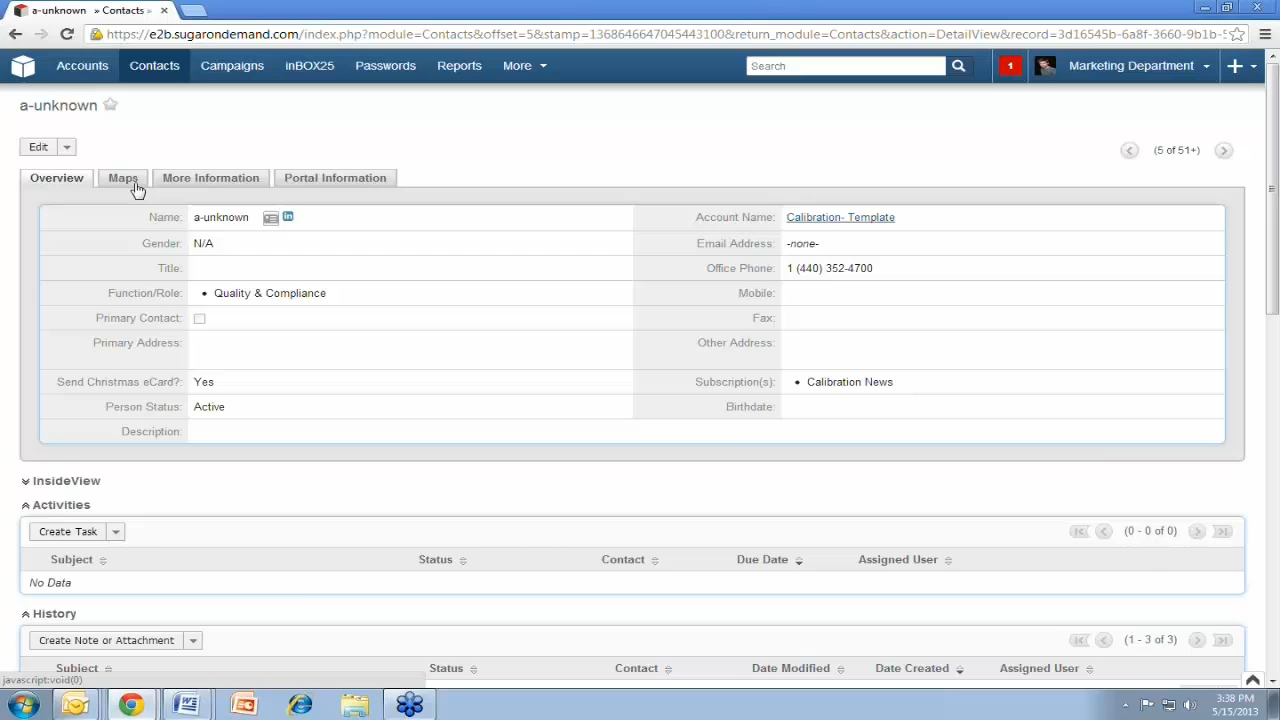 a-unknown » Contacts »
https://e2b.sugarondemand.com/index.php?module=Contacts&offset=5&stamp=1368646647045443100&return_module=Contacts&action=DetailView&record=3d16545b-6a8f-3660-9b1b-5
Accounts Contacts Campaigns inBOX25 Passwords Reports More Search 1 Marketing Department
a-unknown
Edit (5 of 51+)
Overview Maps More Information Portal Information
Name: a-unknown in Account Name: Calibration- Template
Gender: N/A Email Address: -none-
Title: Office Phone: 1 (440) 352-4700
Function/Role: • Quality & Compliance Mobile:
Primary Contact: Fax:
Primary Address: Other Address:
Send Christmas eCard?: Yes Subscription(s): • Calibration News
Person Status: Active Birthdate:
Description:
InsideView
Activities
Create Task (0 - 0 of 0)
Subject Status Contact Due Date Assigned User
No Data
History
Create Note or Attachment (1 - 3 of 3)
Subject Status Contact Date Modified Date Created Assigned User
javascript:void(0)
3:38 PM
5/15/2013